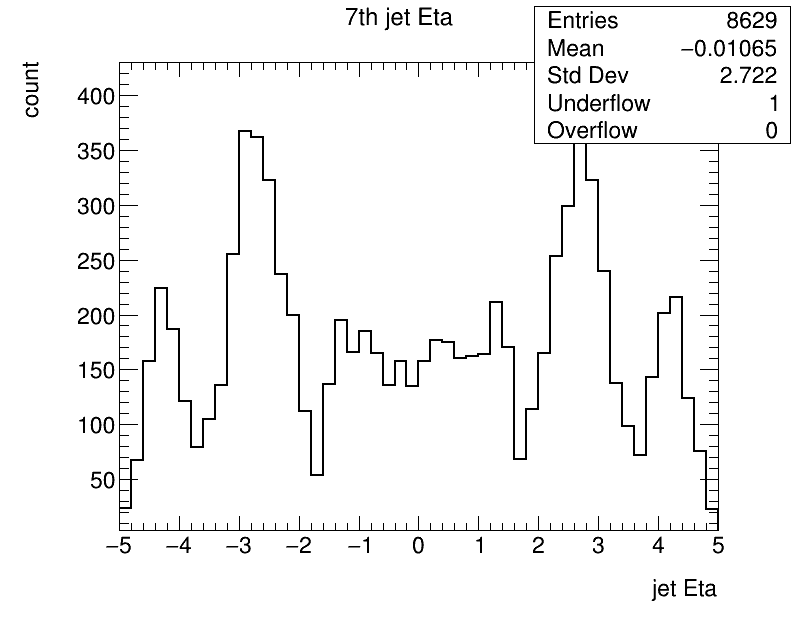 7th jet Eta
Entries 8629
Mean −0.01065
Std Dev 2.722
Underflow 1
Overflow 0
count
400
350
300
250
200
150
100
50
−5 −4 −3 −2 −1 0 1 2 3 4 5
jet Eta